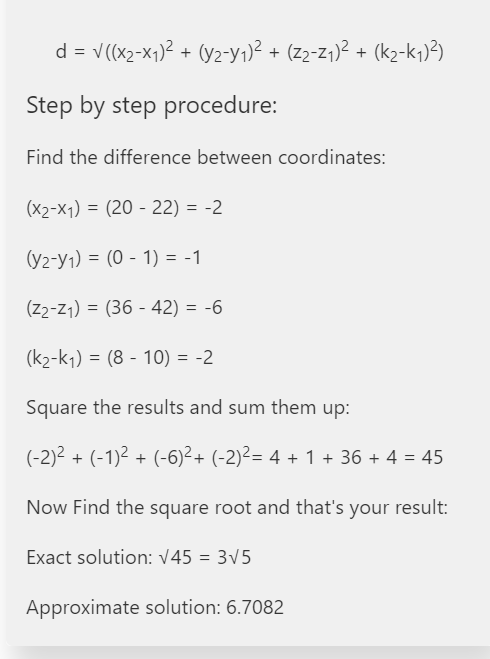 d = √((x₂-x₁)² + (y₂-y₁)² + (z₂-z₁)² + (k₂-k₁)²)
Step by step procedure:
Find the difference between coordinates:
(x₂-x₁) = (20 - 22) = -2
(y₂-y₁) = (0 - 1) = -1
(z₂-z₁) = (36 - 42) = -6
(k₂-k₁) = (8 - 10) = -2
Square the results and sum them up:
(-2)² + (-1)² + (-6)²+ (-2)²= 4 + 1 + 36 + 4 = 45
Now Find the square root and that's your result:
Exact solution: √45 = 3√5
Approximate solution: 6.7082